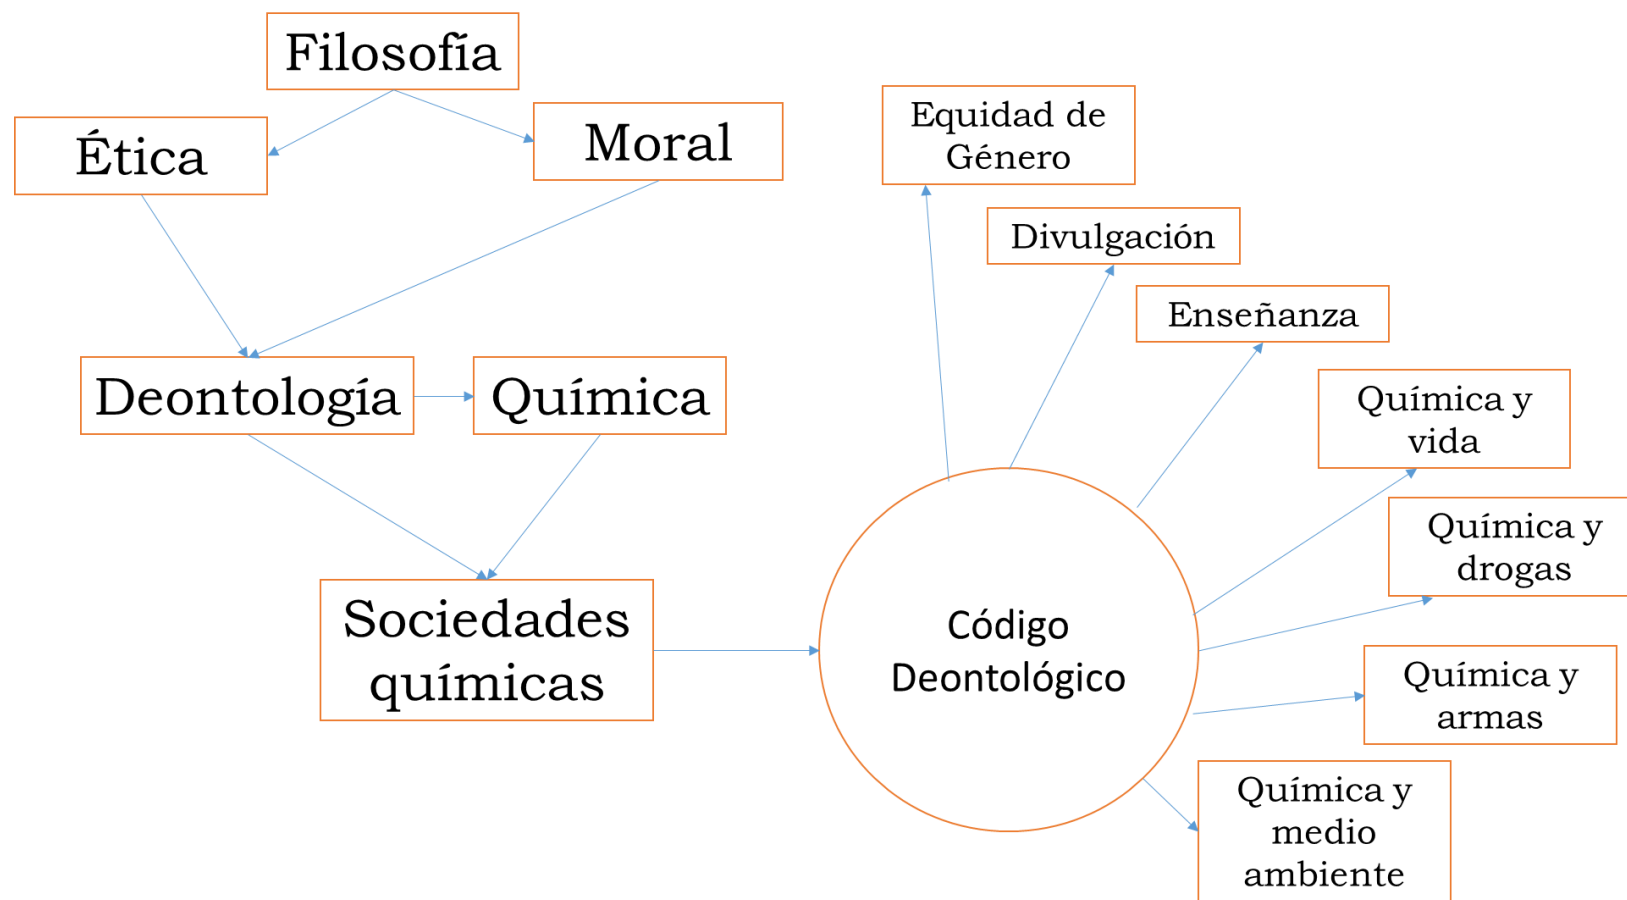 Filosofía
Ética
Moral
Deontología
Química
Sociedades
químicas
Código
Deontológico
Equidad de
Género
Divulgación
Enseñanza
Química y
vida
Química y
drogas
Química y
armas
Química y
medio
ambiente